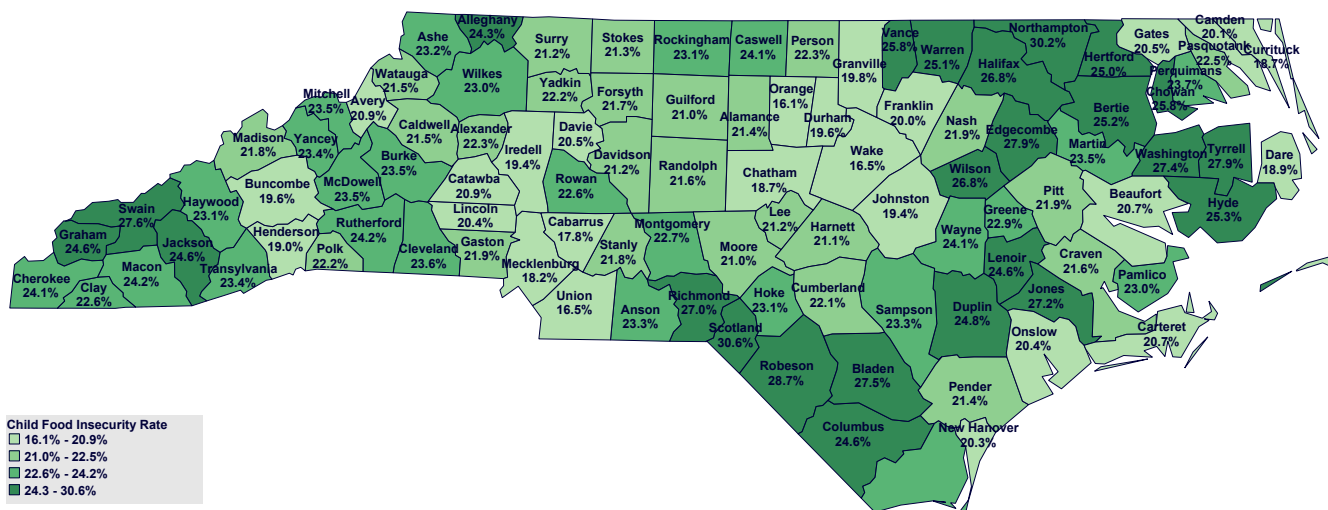 Alleghany
24.3%
Ashe
23.2%
Surry
21.2%
Stokes
21.3%
Rockingham
23.1%
Caswell
24.1%
Person
22.3%
Granville
19.8%
Vance
25.8%
Warren
25.1%
Northampton
30.2%
Halifax
26.8%
Hertford
25.0%
Gates
20.5%
Camden
20.1%
Pasquotank
22.5%
Currituck
18.7%
Perquimans
23.7%
Chowan
25.8%
Bertie
25.2%
Watauga
21.5%
Wilkes
23.0%
Yadkin
22.2%
Forsyth
21.7%
Guilford
21.0%
Alamance
21.4%
Orange
16.1%
Durham
19.6%
Franklin
20.0%
Nash
21.9%
Edgecombe
27.9%
Martin
23.5%
Washington
27.4%
Tyrrell
27.9%
Dare
18.9%
Mitchell
23.5%
Avery
20.9%
Caldwell
21.5%
Alexander
22.3%
Iredell
19.4%
Davie
20.5%
Davidson
21.2%
Randolph
21.6%
Chatham
18.7%
Wake
16.5%
Wilson
26.8%
Pitt
21.9%
Beaufort
20.7%
Hyde
25.3%
Madison
21.8%
Yancey
23.4%
Burke
23.5%
McDowell
23.5%
Catawba
20.9%
Rowan
22.6%
Johnston
19.4%
Greene
22.9%
Wayne
24.1%
Lenoir
24.6%
Craven
21.6%
Pamlico
23.0%
Buncombe
19.6%
Haywood
23.1%
Swain
27.6%
Graham
24.6%
Jackson
24.6%
Henderson
19.0%
Rutherford
24.2%
Polk
22.2%
Cleveland
23.6%
Lincoln
20.4%
Gaston
21.9%
Cabarrus
17.8%
Mecklenburg
18.2%
Stanly
21.8%
Montgomery
22.7%
Moore
21.0%
Lee
21.2%
Harnett
21.1%
Cherokee
24.1%
Clay
22.6%
Macon
24.2%
Transylvania
23.4%
Union
16.5%
Anson
23.3%
Richmond
27.0%
Scotland
30.6%
Hoke
23.1%
Cumberland
22.1%
Sampson
23.3%
Duplin
24.8%
Jones
27.2%
Onslow
20.4%
Carteret
20.7%
Robeson
28.7%
Bladen
27.5%
Pender
21.4%
Columbus
24.6%
New Hanover
20.3%
Child Food Insecurity Rate
16.1% - 20.9%
21.0% - 22.5%
22.6% - 24.2%
24.3 - 30.6%